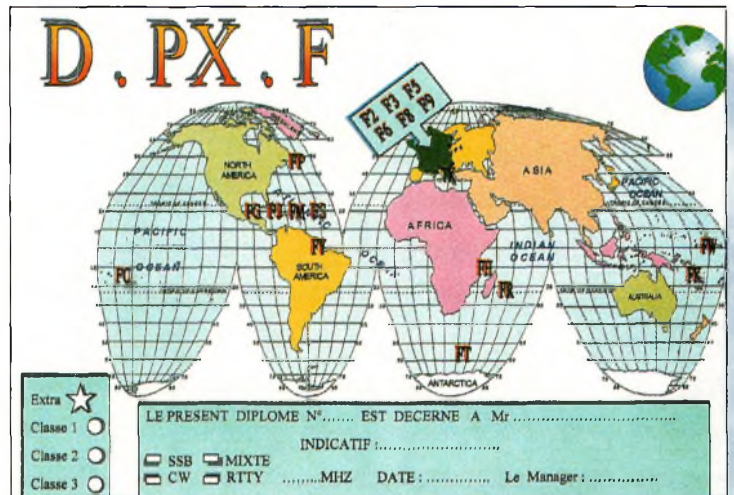 D.PX.F
F2 F3 F5
F6 F8 F9
NORTH
AMERICA
FP
ASIA
PACIFIC
OCEAN
FG FJ FM FS
AFRICA
PACIFIC
OCEAN
FY
INDIAN
OCEAN
OCEAN
FW
FO
SOUTH
AMERICA
FH
FR
FK
AUSTRALIA
FT
ANTARCTICA
Extra
Classe 1
Classe 2
Classe 3
LE PRESENT DIPLOME N°....... EST DECERNE A Mr
INDICATIF :
SSB MIXTE
CW RTTY .........MHZ DATE : Le Manager :